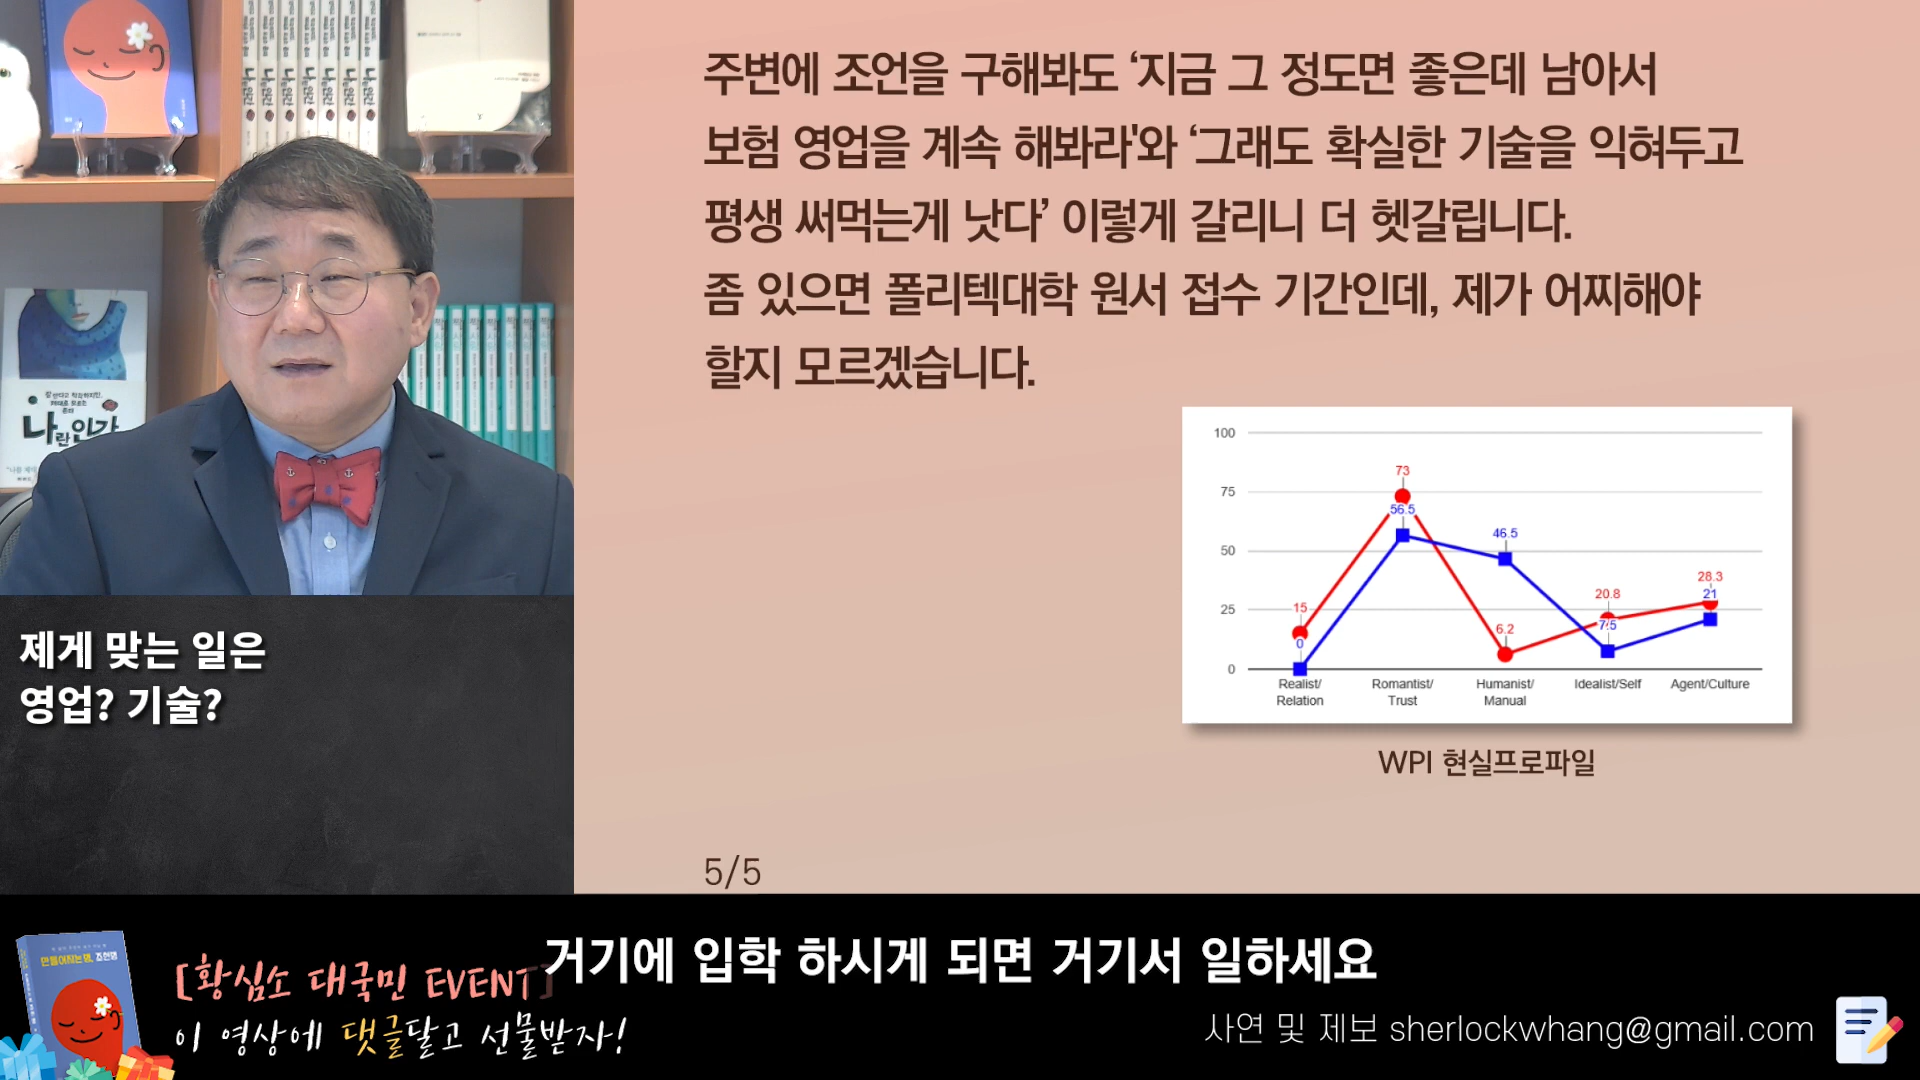 주변에 조언을 구해봐도 ‘지금 그 정도면 좋은데 남아서
보험 영업을 계속 해봐라'와 ‘그래도 확실한 기술을 익혀두고
평생 써먹는게 낫다’ 이렇게 갈리니 더 헷갈립니다.
좀 있으면 폴리텍대학 원서 접수 기간인데, 제가 어찌해야
할지 모르겠습니다.
100
75
50
25
0
15
73
6.2
20.8
28.3
0
56.5
46.5
7.5
21
Realist/
Relation
Romantist/
Trust
Humanist/
Manual
Idealist/Self
Agent/Culture
WPI 현실프로파일
5/5
나란 인간
제게 맞는 일은
영업? 기술?
거기에 입학 하시게 되면 거기서 일하세요
[황심소 대국민 EVENT]
이 영상에 댓글달고 선물받자!
사연 및 제보 sherlockwhang@gmail.com